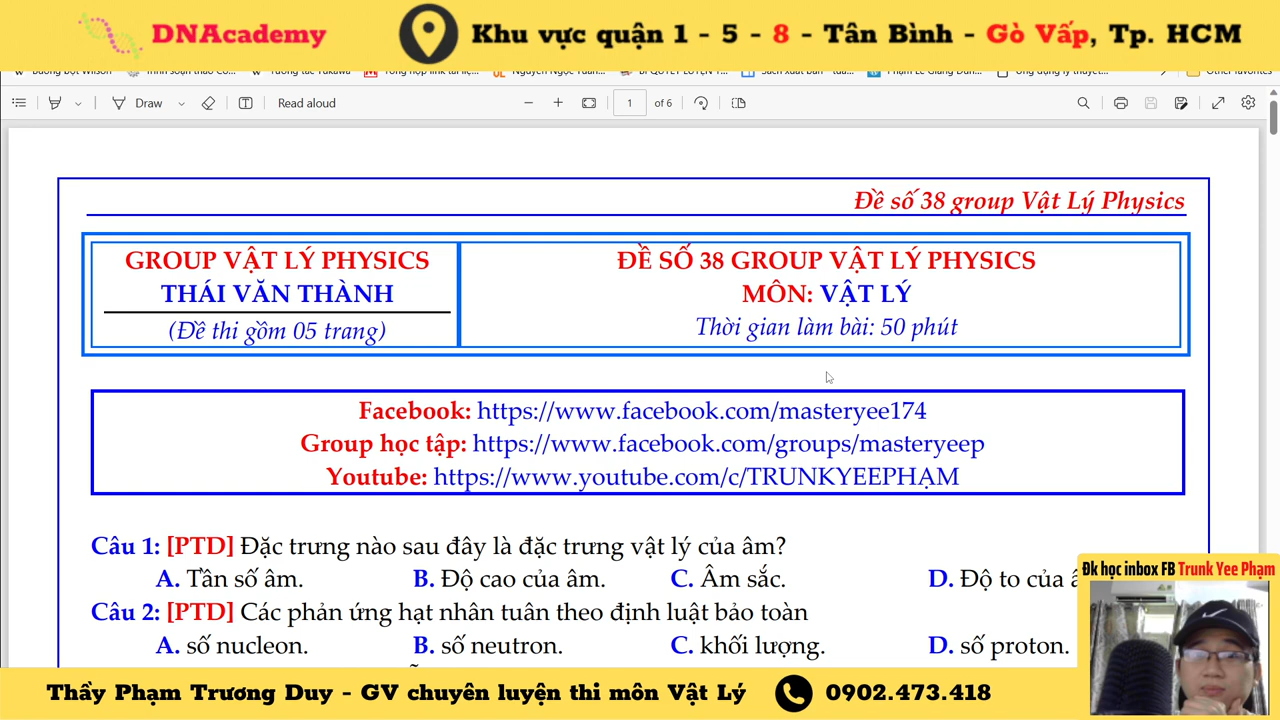 DNAcademy
Khu vực quận 1 - 5 - 8 - Tân Bình - Gò Vấp, Tp. HCM
Other Favorites
Draw
Read aloud
1 of 6
Đề số 38 group Vật Lý Physics
GROUP VẬT LÝ PHYSICS
THÁI VĂN THÀNH
(Đề thi gồm 05 trang)
ĐỀ SỐ 38 GROUP VẬT LÝ PHYSICS
MÔN: VẬT LÝ
Thời gian làm bài: 50 phút
Facebook: https://www.facebook.com/masteryee174
Group học tập: https://www.facebook.com/groups/masteryeep
Youtube: https://www.youtube.com/c/TRUNKYEEPHẠM
Câu 1: [PTD] Đặc trưng nào sau đây là đặc trưng vật lý của âm?
A. Tần số âm. B. Độ cao của âm. C. Âm sắc. D. Độ to của
Câu 2: [PTD] Các phản ứng hạt nhân tuân theo định luật bảo toàn
A. số nucleon. B. số neutron. C. khối lượng. D. số proton.
Đk học inbox FB Trunk Yee Phạm
Thầy Phạm Trương Duy - GV chuyên luyện thi môn Vật Lý 0902.473.418